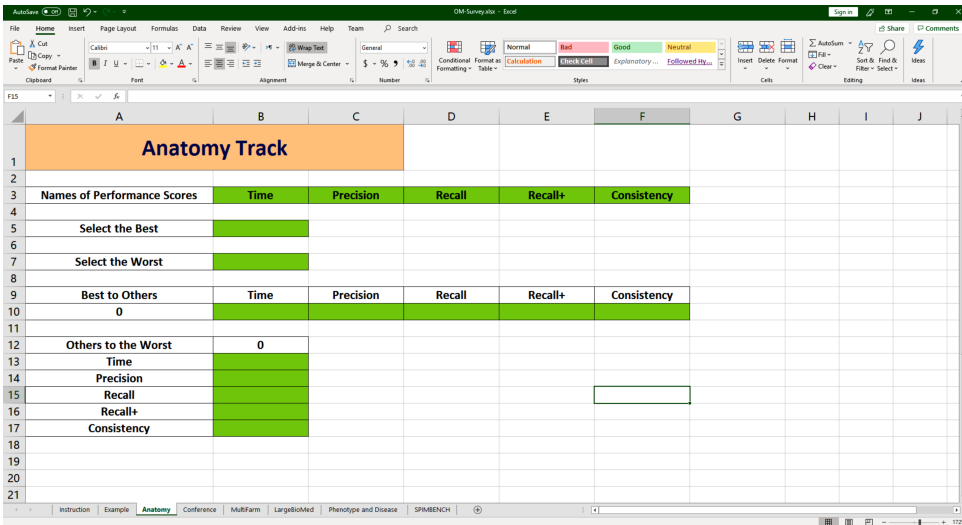 AutoSave Off OM-Survey.xlsx - Excel Sign in
File Home Insert Page Layout Formulas Data Review View Add-ins Help Team Search Share Comments
Cut Calibri 11 Wrap Text General Normal Bad Good Neutral AutoSum
Paste Copy Fill
Format Painter B I U Merge & Center $ % Conditional Formatting Format as Table Calculation Check Cell Explanatory ... Followed Hy... Insert Delete Format Clear Sort & Filter Find & Select Ideas
Clipboard Font Alignment Number Styles Cells Editing Ideas
F15 fx
A B C D E F G H I J
1 Anatomy Track
2
3 Names of Performance Scores Time Precision Recall Recall+ Consistency
4
5 Select the Best
6
7 Select the Worst
8
9 Best to Others Time Precision Recall Recall+ Consistency
10 0
11
12 Others to the Worst 0
13 Time
14 Precision
15 Recall
16 Recall+
17 Consistency
18
19
20
21
Instruction Example Anatomy Conference MultiFarm LargeBioMed Phenotype and Disease SPIMBENCH